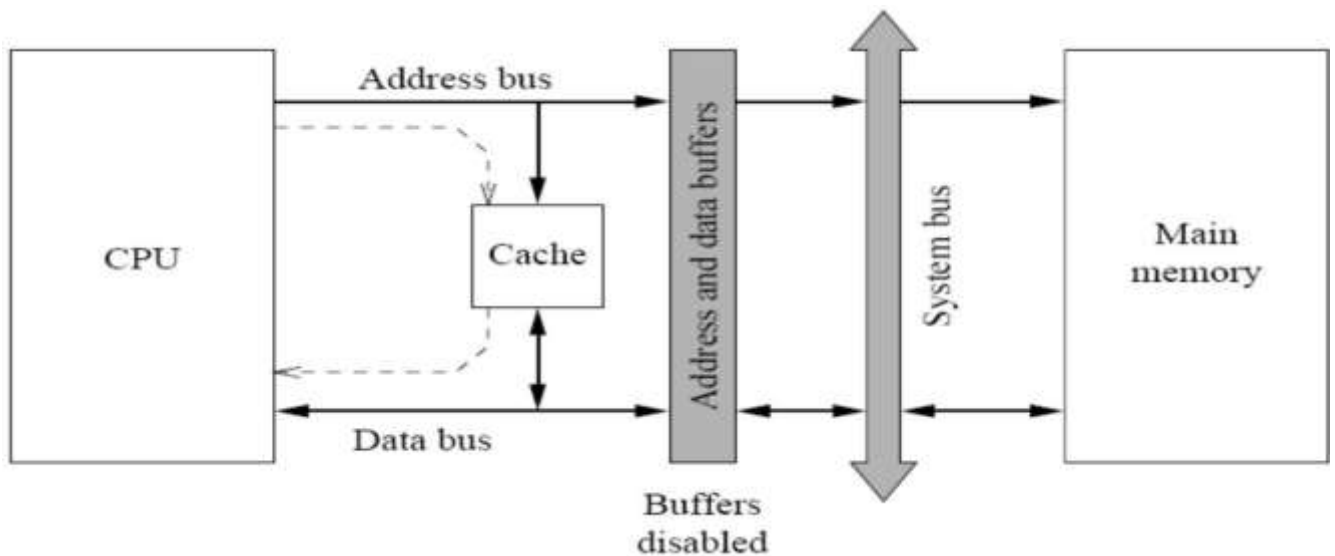 Address bus
CPU
Cache
Address and data buffers
System bus
Main
memory
Data bus
Buffers
disabled